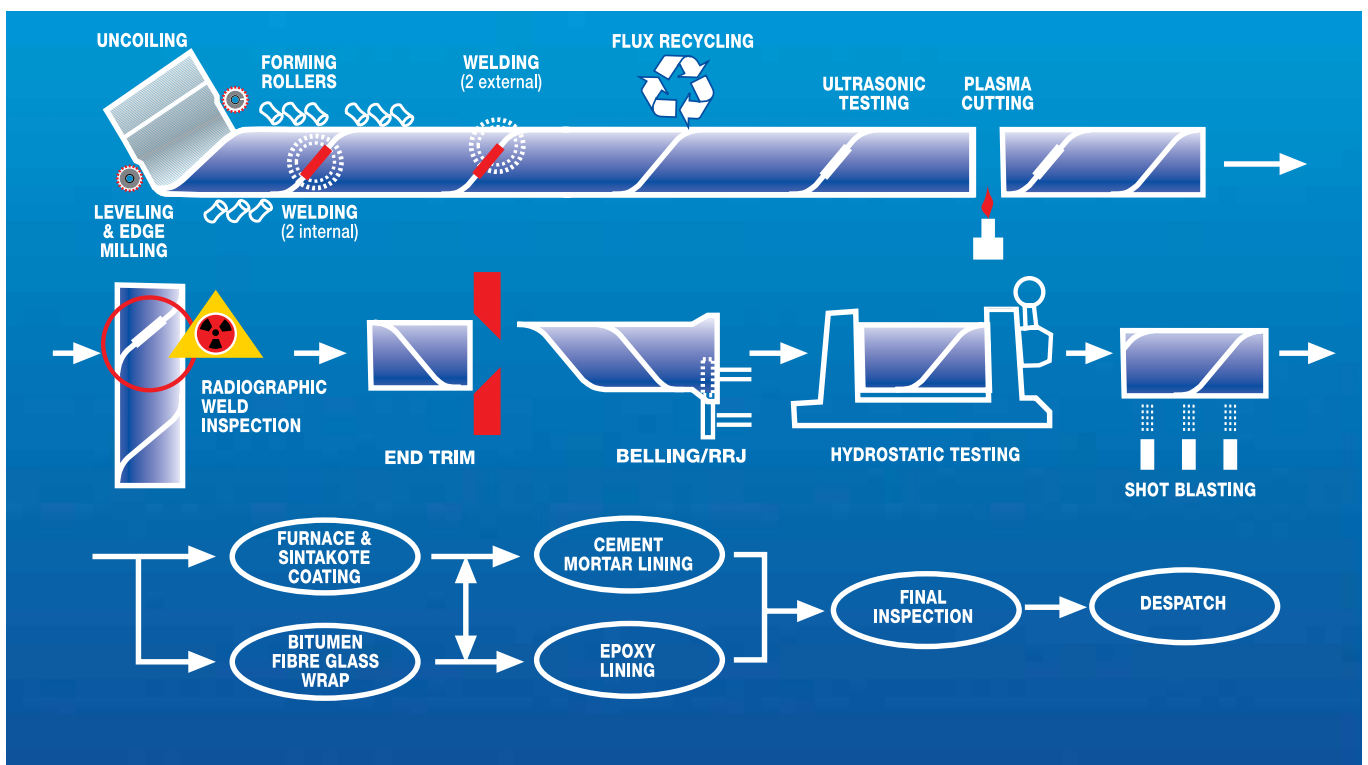 UNCOILING
FORMING
ROLLERS
WELDING
(2 external)
FLUX RECYCLING
ULTRASONIC
TESTING
PLASMA
CUTTING
LEVELING
& EDGE
MILLING
WELDING
(2 internal)
RADIOGRAPHIC
WELD
INSPECTION
END TRIM
BELLING/RRJ
HYDROSTATIC TESTING
SHOT BLASTING
FURNACE &
SINTAKOTE
COATING
CEMENT
MORTAR LINING
BITUMEN
FIBRE GLASS
WRAP
EPOXY
LINING
FINAL
INSPECTION
DESPATCH